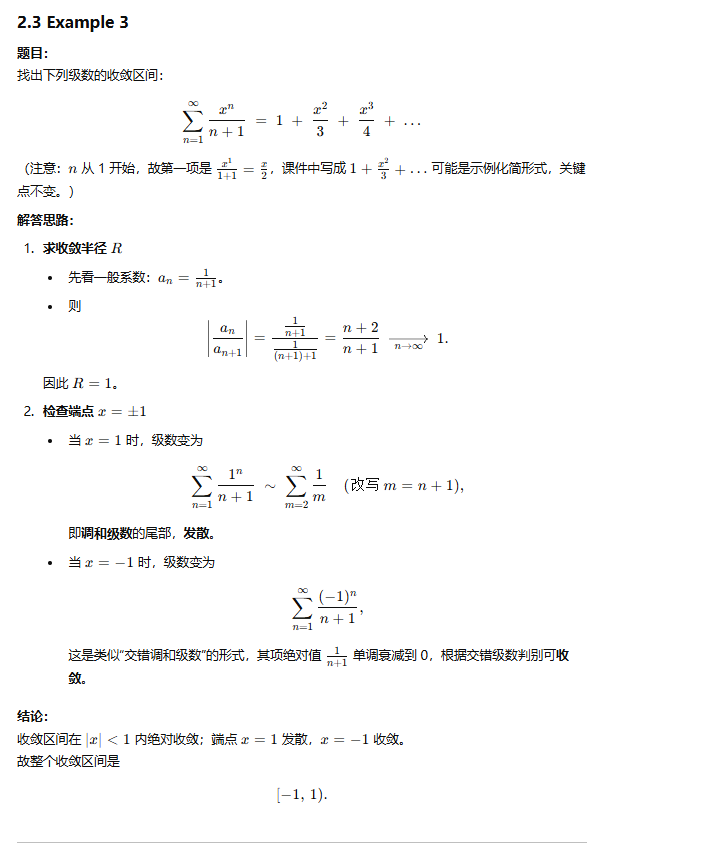 2.3 Example 3
题目：
找出下列级数的收敛区间：
∑_{n=1}^{∞} x^n/(n+1) = 1 + x^2/3 + x^3/4 + …
（注意：n 从 1 开始，故第一项是 x^1/(1+1) = x/2，课件中写成 1 + x^2/3 + … 可能是示例化简形式，关键
点不变。）
解答思路：
1. 求收敛半径 R
• 先看一般系数：a_n = 1/(n+1)。
• 则
|a_n/a_{n+1}| = (1/(n+1))/(1/((n+1)+1)) = (n+2)/(n+1) ⟶_{n→∞} 1.
因此 R = 1。
2. 检查端点 x = ±1
• 当 x = 1 时，级数变为
∑_{n=1}^{∞} 1^n/(n+1) ~ ∑_{m=2}^{∞} 1/m (改写 m = n + 1),
即调和级数的尾部，发散。
• 当 x = −1 时，级数变为
∑_{n=1}^{∞} (−1)^n/(n+1),
这是类似“交错调和级数”的形式，其项绝对值 1/(n+1) 单调衰减到 0，根据交错级数判别可收
敛。
结论：
收敛区间在 |x| < 1 内绝对收敛；端点 x = 1 发散，x = −1 收敛。
故整个收敛区间是
[−1, 1).